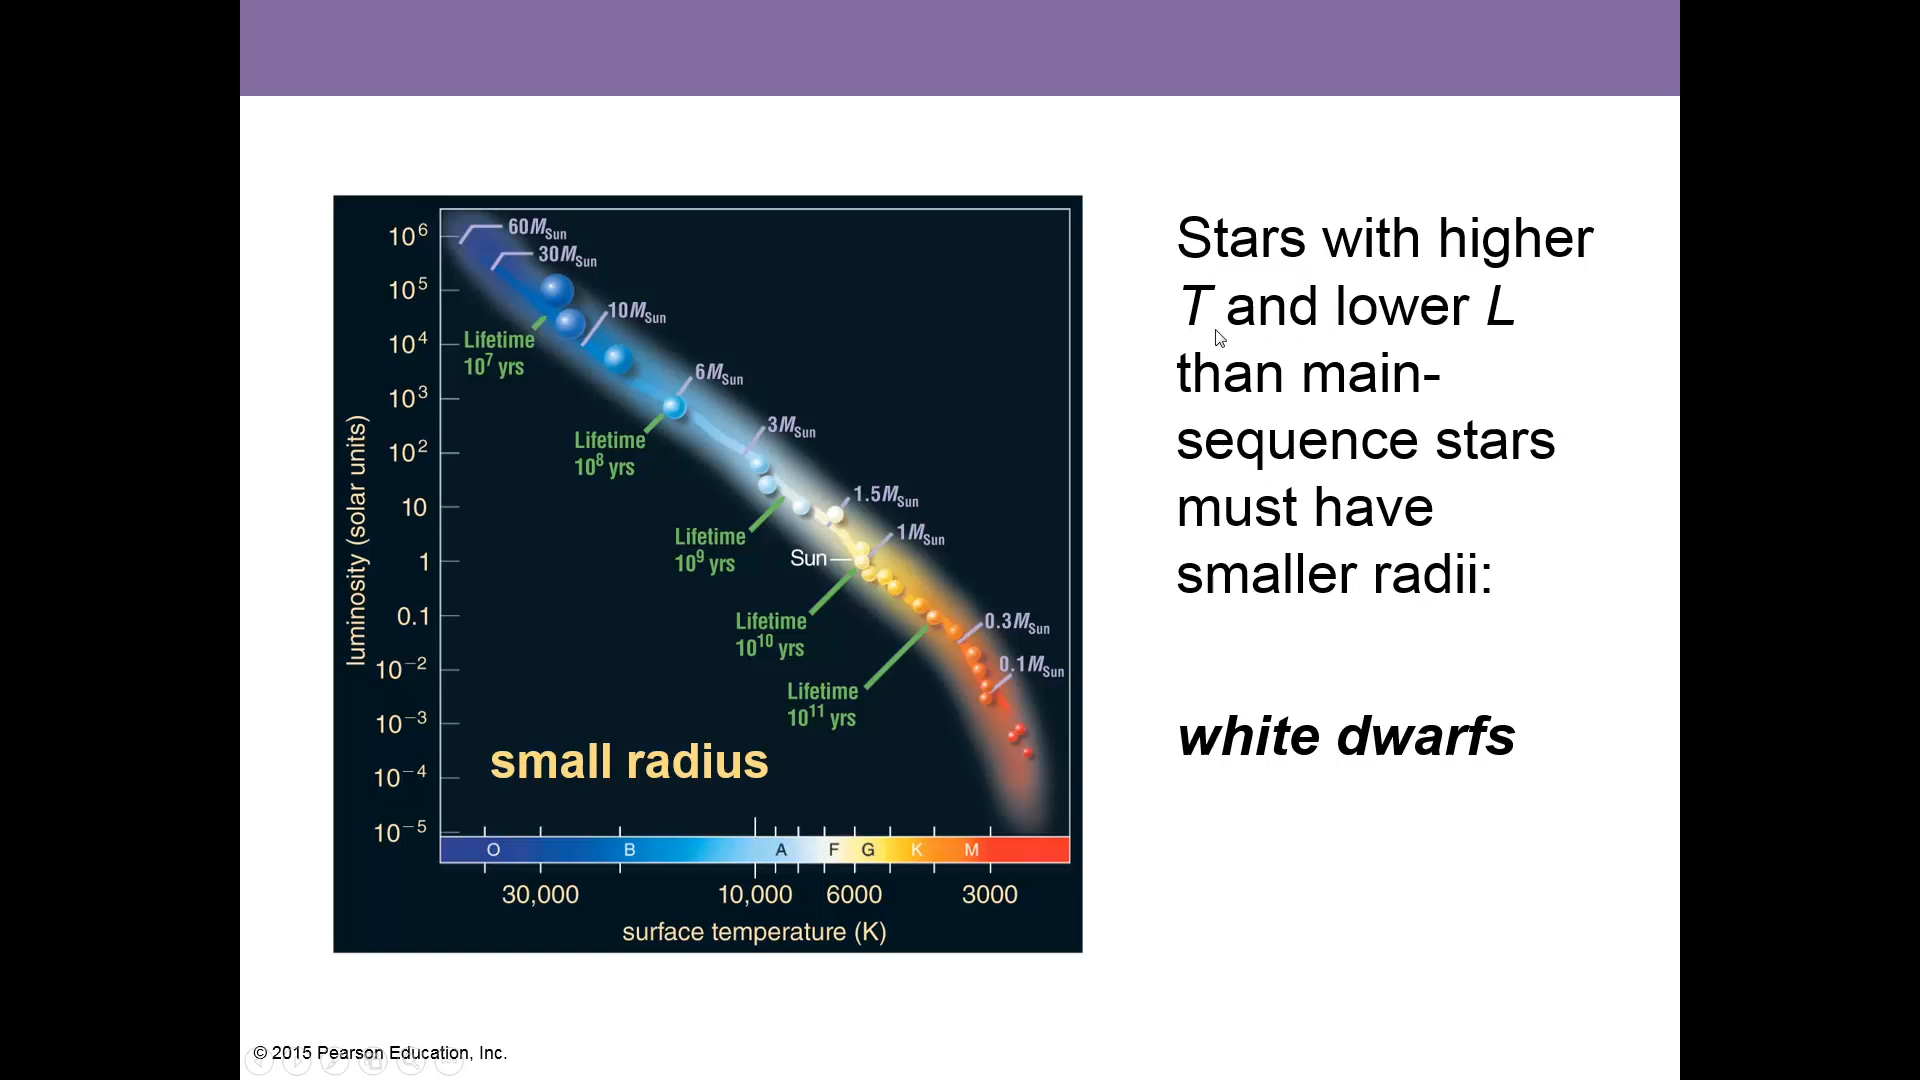 Stars with higher
T and lower L
than main-
sequence stars
must have
smaller radii:
white dwarfs
luminosity (solar units)
10⁶
10⁵
10⁴
10³
10²
10
1
0.1
10⁻²
10⁻³
10⁻⁴
10⁻⁵
60M_Sun
30M_Sun
10M_Sun
6M_Sun
3M_Sun
1.5M_Sun
1M_Sun
Sun
0.3M_Sun
0.1M_Sun
Lifetime
10⁷ yrs
Lifetime
10⁸ yrs
Lifetime
10⁹ yrs
Lifetime
10¹⁰ yrs
Lifetime
10¹¹ yrs
small radius
O B A F G K M
30,000 10,000 6000 3000
surface temperature (K)
© 2015 Pearson Education, Inc.